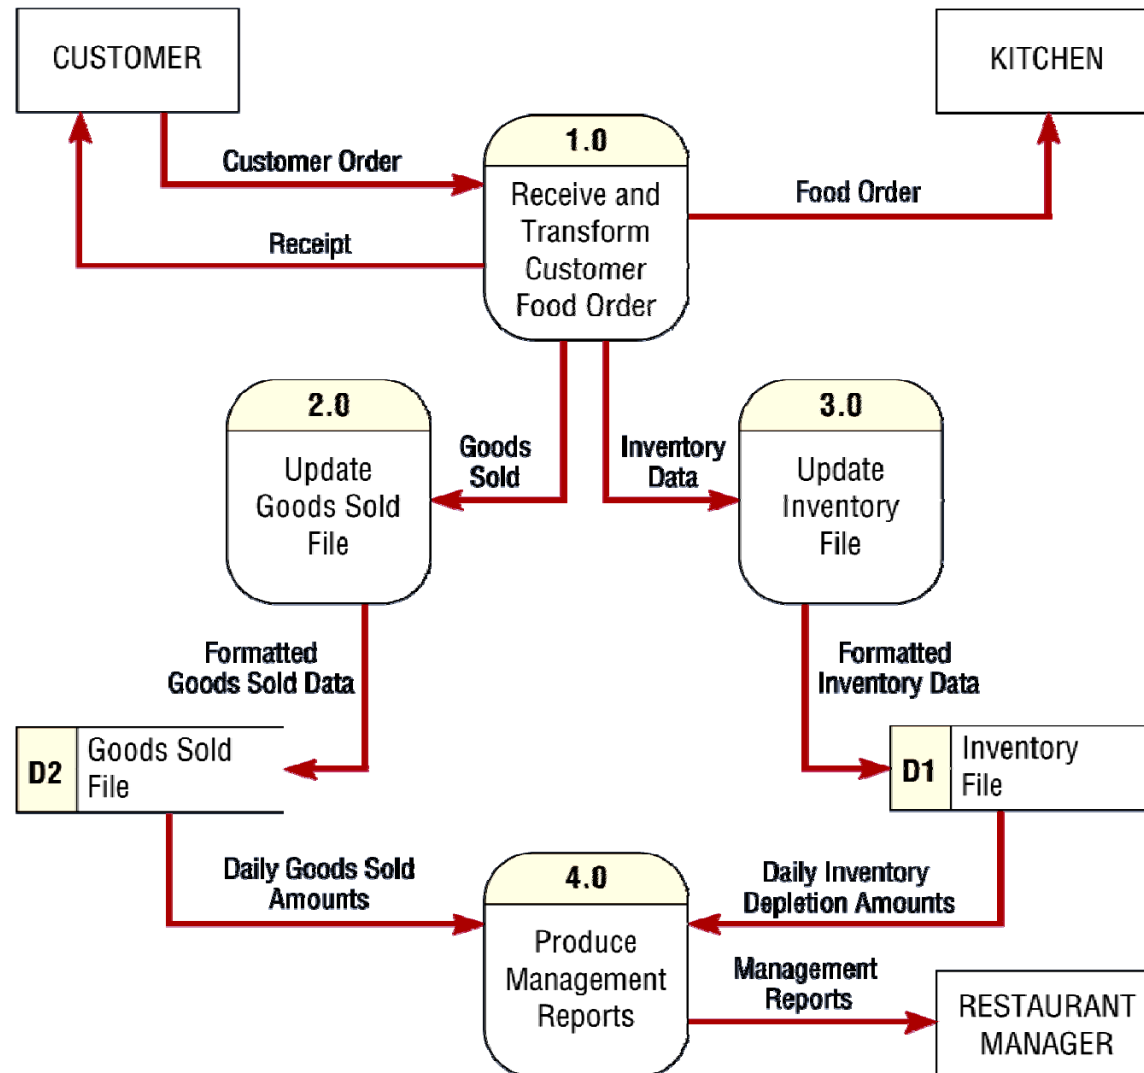 CUSTOMER
KITCHEN
1.0
Receive and
Transform
Customer
Food Order
Customer Order
Receipt
Food Order
2.0
Update
Goods Sold
File
Goods
Sold
Inventory
Data
3.0
Update
Inventory
File
Formatted
Goods Sold Data
Formatted
Inventory Data
D2
Goods Sold
File
D1
Inventory
File
Daily Goods Sold
Amounts
4.0
Produce
Management
Reports
Daily Inventory
Depletion Amounts
Management
Reports
RESTAURANT
MANAGER